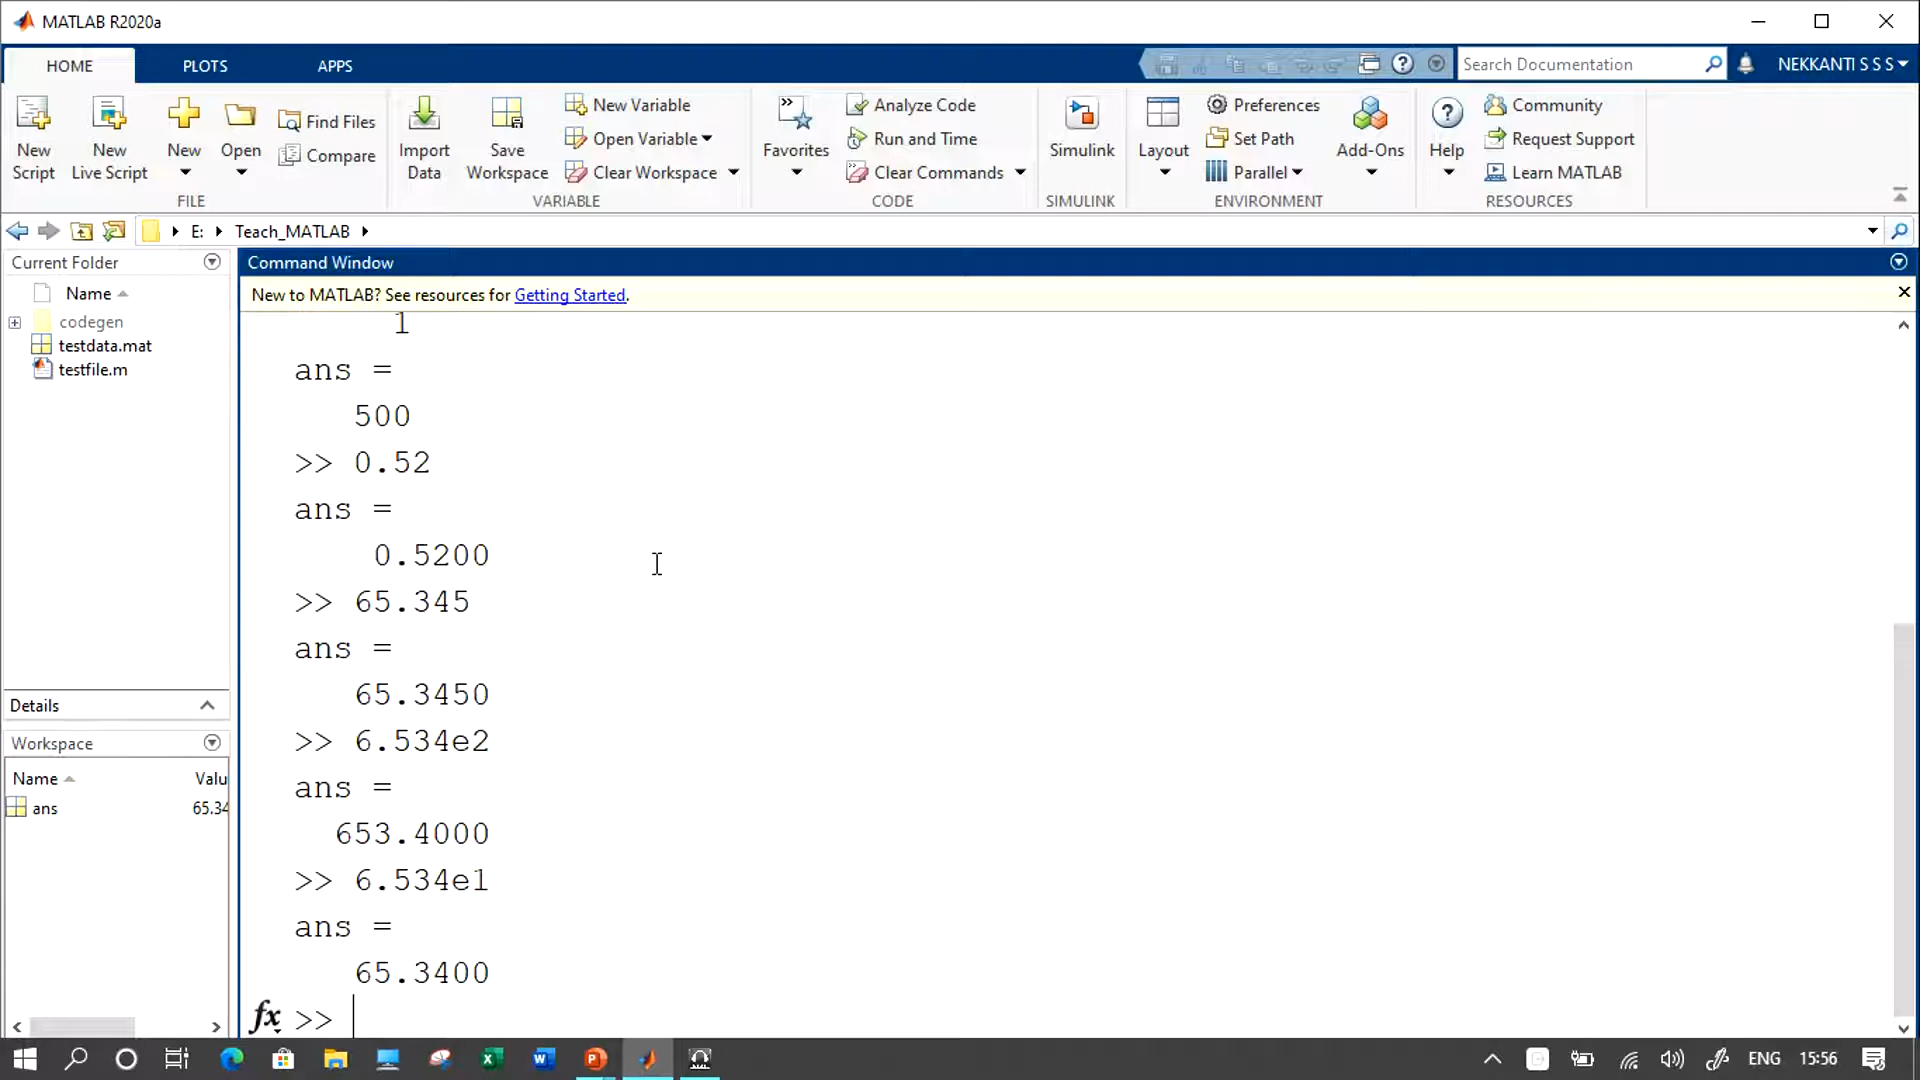 MATLAB R2020a
HOME PLOTS APPS
Search Documentation
NEKKANTI S S S
New Script
New Live Script
New
Open
Find Files
Compare
FILE
Import Data
Save Workspace
New Variable
Open Variable
Clear Workspace
VARIABLE
Favorites
Analyze Code
Run and Time
Clear Commands
CODE
Simulink
SIMULINK
Layout
Preferences
Set Path
Parallel
Add-Ons
ENVIRONMENT
Help
Community
Request Support
Learn MATLAB
RESOURCES
E: Teach_MATLAB
Current Folder
Name
codegen
testdata.mat
testfile.m
Details
Workspace
Name Valu
ans 65.34
Command Window
New to MATLAB? See resources for Getting Started.
1
ans =
500
>> 0.52
ans =
0.5200
>> 65.345
ans =
65.3450
>> 6.534e2
ans =
653.4000
>> 6.534e1
ans =
65.3400
fx >>
ENG 15:56